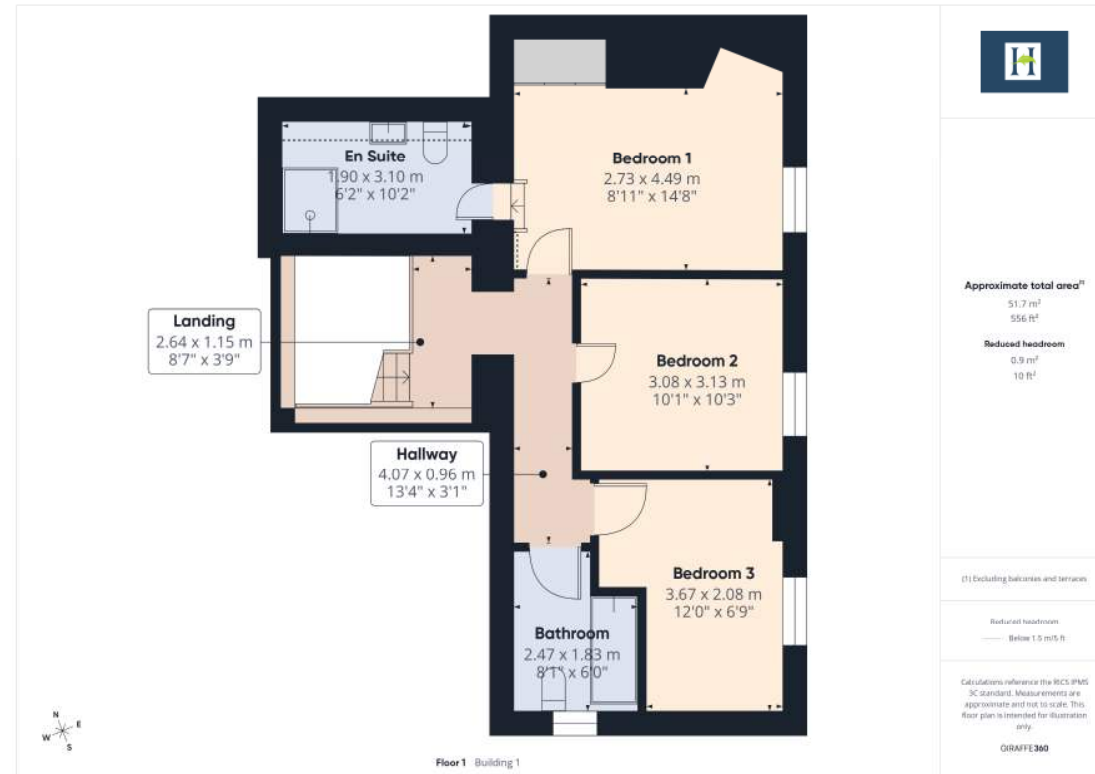 H
En Suite
1.90 x 3.10 m
6'2" x 10'2"
Bedroom 1
2.73 x 4.49 m
8'11" x 14'8"
Landing
2.64 x 1.15 m
8'7" x 3'9"
Bedroom 2
3.08 x 3.13 m
10'1" x 10'3"
Hallway
4.07 x 0.96 m
13'4" x 3'1"
Bedroom 3
3.67 x 2.08 m
12'0" x 6'9"
Bathroom
2.47 x 1.83 m
8'1" x 6'0"
N
E
W
S
Floor 1 Building 1
Approximate total area⁽¹⁾
51.7 m²
556 ft²
Reduced headroom
0.9 m²
10 ft²
(1) Excluding balconies and terraces
Reduced headroom
Below 1.5 m/5 ft
Calculations reference the RICS IPMS
3C standard. Measurements are
approximate and not to scale. This
floor plan is intended for illustration
only.
GIRAFFE360